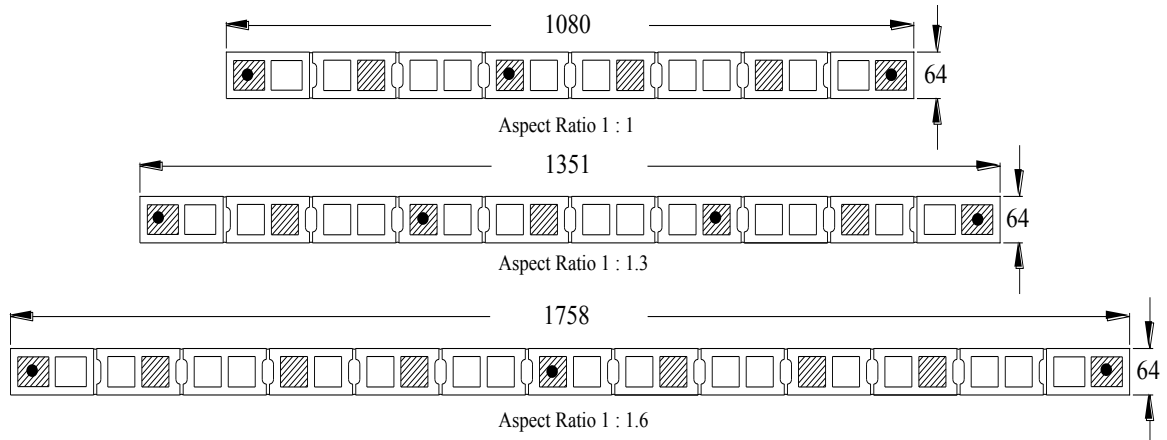 1080
64
Aspect Ratio 1 : 1
1351
64
Aspect Ratio 1 : 1.3
1758
64
Aspect Ratio 1 : 1.6